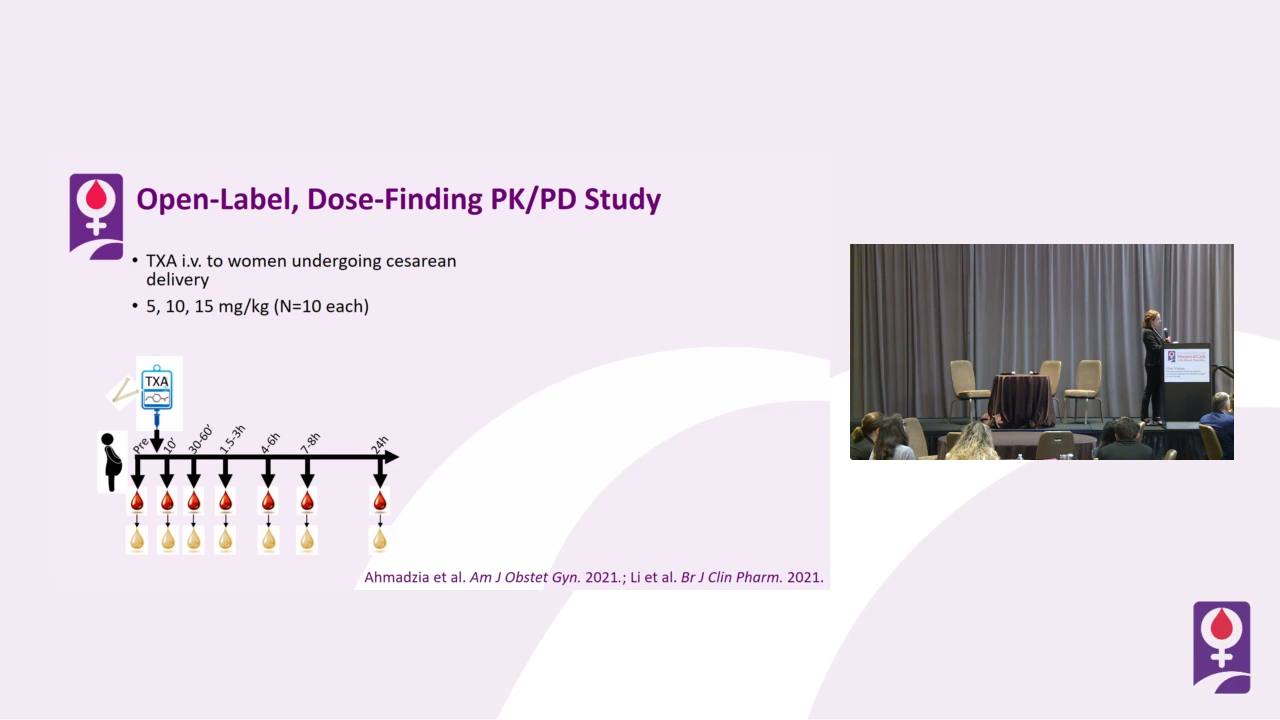 Open-Label, Dose-Finding PK/PD Study
• TXA i.v. to women undergoing cesarean
delivery
• 5, 10, 15 mg/kg (N=10 each)
TXA
Pre
10'
30-60'
1.5-3h
4-6h
7-8h
24h
Ahmadzia et al. Am J Obstet Gyn. 2021.; Li et al. Br J Clin Pharm. 2021.